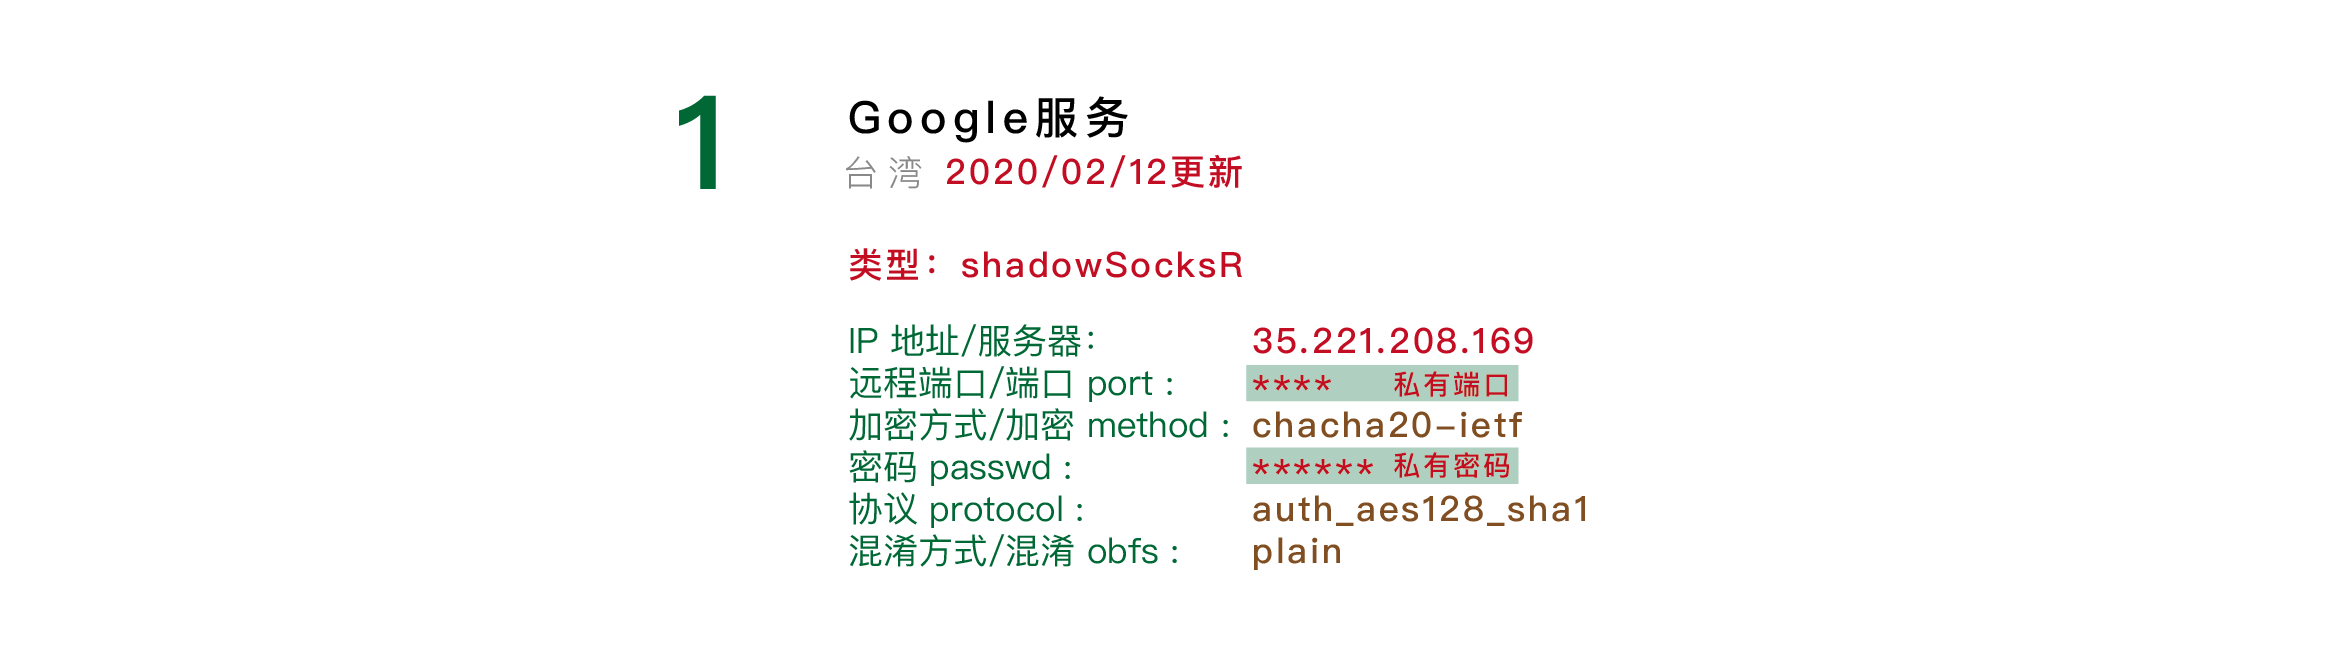 1
Google服务
台湾 2020/02/12更新
类型：shadowSocksR
IP 地址/服务器： 35.221.208.169
远程端口/端口 port : **** 私有端口
加密方式/加密 method : chacha20-ietf
密码 passwd : ****** 私有密码
协议 protocol : auth_aes128_sha1
混淆方式/混淆 obfs : plain